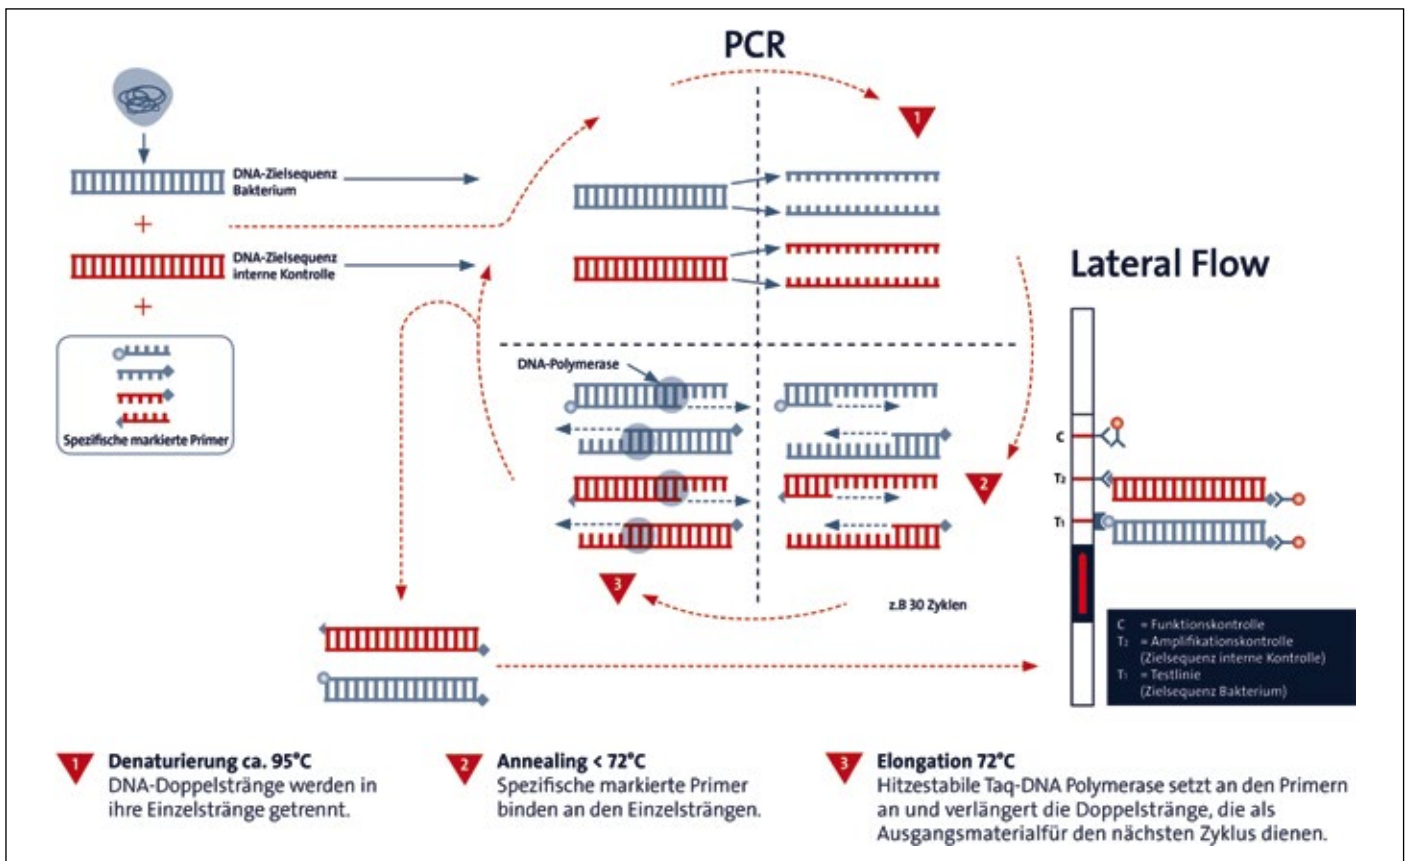 PCR
1
DNA-Zielsequenz
Bakterium
+
DNA-Zielsequenz
interne Kontrolle
+
Spezifische markierte Primer
DNA-Polymerase
2
3
z.B 30 Zyklen
Lateral Flow
C
T2
T1
C = Funktionskontrolle
T2 = Amplifikationskontrolle
(Zielsequenz interne Kontrolle)
T1 = Testlinie
(Zielsequenz Bakterium)
1 Denaturierung ca. 95°C
DNA-Doppelstränge werden in
ihre Einzelstränge getrennt.
2 Annealing < 72°C
Spezifische markierte Primer
binden an den Einzelsträngen.
3 Elongation 72°C
Hitzestabile Taq-DNA Polymerase setzt an den Primern
an und verlängert die Doppelstränge, die als
Ausgangsmaterialfür den nächsten Zyklus dienen.